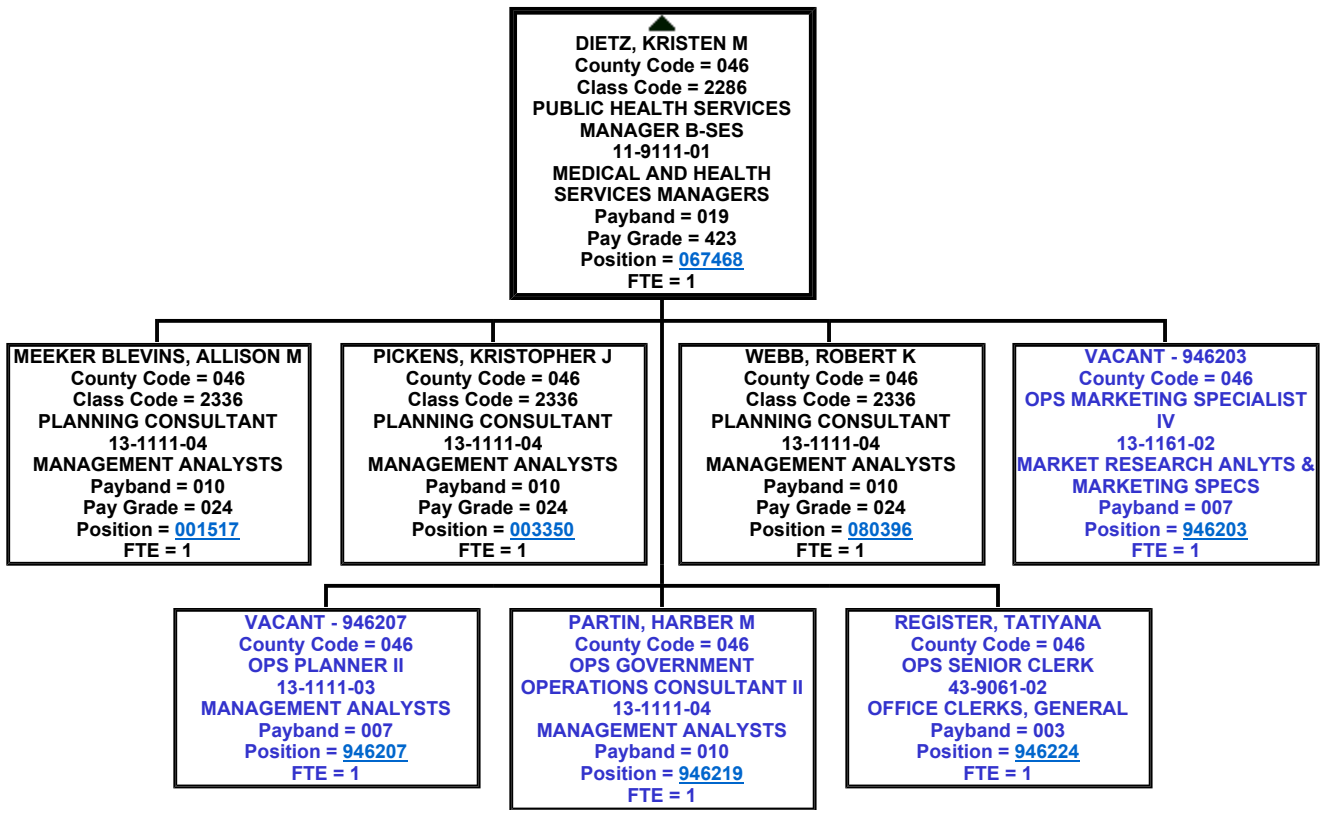 DIETZ, KRISTEN M
County Code = 046
Class Code = 2286
PUBLIC HEALTH SERVICES
MANAGER B-SES
11-9111-01
MEDICAL AND HEALTH
SERVICES MANAGERS
Payband = 019
Pay Grade = 423
Position = 067468
FTE = 1
MEEKER BLEVINS, ALLISON M
County Code = 046
Class Code = 2336
PLANNING CONSULTANT
13-1111-04
MANAGEMENT ANALYSTS
Payband = 010
Pay Grade = 024
Position = 001517
FTE = 1
PICKENS, KRISTOPHER J
County Code = 046
Class Code = 2336
PLANNING CONSULTANT
13-1111-04
MANAGEMENT ANALYSTS
Payband = 010
Pay Grade = 024
Position = 003350
FTE = 1
WEBB, ROBERT K
County Code = 046
Class Code = 2336
PLANNING CONSULTANT
13-1111-04
MANAGEMENT ANALYSTS
Payband = 010
Pay Grade = 024
Position = 080396
FTE = 1
VACANT - 946203
County Code = 046
OPS MARKETING SPECIALIST
IV
13-1161-02
MARKET RESEARCH ANLYTS &
MARKETING SPECS
Payband = 007
Position = 946203
FTE = 1
VACANT - 946207
County Code = 046
OPS PLANNER II
13-1111-03
MANAGEMENT ANALYSTS
Payband = 007
Position = 946207
FTE = 1
PARTIN, HARBER M
County Code = 046
OPS GOVERNMENT
OPERATIONS CONSULTANT II
13-1111-04
MANAGEMENT ANALYSTS
Payband = 010
Position = 946219
FTE = 1
REGISTER, TATIYANA
County Code = 046
OPS SENIOR CLERK
43-9061-02
OFFICE CLERKS, GENERAL
Payband = 003
Position = 946224
FTE = 1